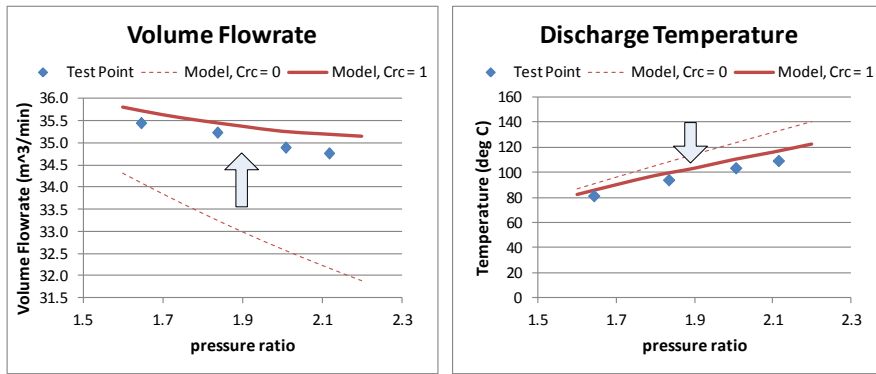 Volume Flowrate
Test Point
Model, Crc = 0
Model, Crc = 1
Volume Flowrate (m^3/min)
36.0
35.5
35.0
34.5
34.0
33.5
33.0
32.5
32.0
31.5
1.5
1.7
1.9
2.1
2.3
pressure ratio
Discharge Temperature
Test Point
Model, Crc = 0
Model, Crc = 1
Temperature (deg C)
160
140
120
100
80
60
40
20
0
1.5
1.7
1.9
2.1
2.3
pressure ratio